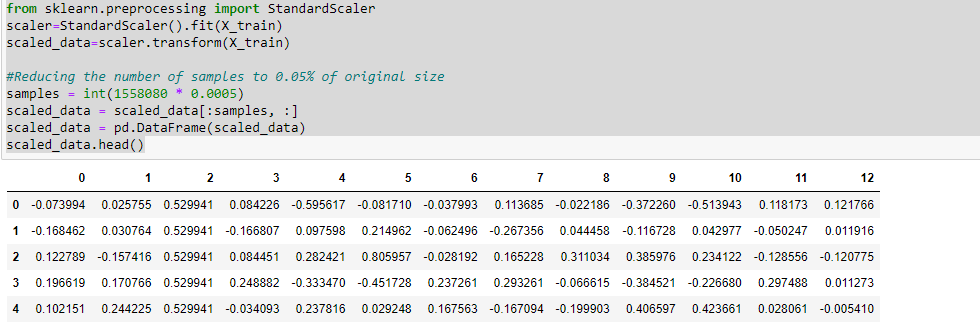 from sklearn.preprocessing import StandardScaler
scaler=StandardScaler().fit(X_train)
scaled_data=scaler.transform(X_train)
#Reducing the number of samples to 0.05% of original size
samples = int(1558080 * 0.0005)
scaled_data = scaled_data[:samples, :]
scaled_data = pd.DataFrame(scaled_data)
scaled_data.head()
0 1 2 3 4 5 6 7 8 9 10 11 12
0 -0.073994 0.025755 0.529941 0.084226 -0.595617 -0.081710 -0.037993 0.113685 -0.022186 -0.372260 -0.513943 0.118173 0.121766
1 -0.168462 0.030764 0.529941 -0.166807 0.097598 0.214962 -0.062496 -0.267356 0.044458 -0.116728 0.042977 -0.050247 0.011916
2 0.122789 -0.157416 0.529941 0.084451 0.282421 0.805957 -0.028192 0.165228 0.311034 0.385976 0.234122 -0.128556 -0.120775
3 0.196619 0.170766 0.529941 0.248882 -0.333470 -0.451728 0.237261 0.293261 -0.066615 -0.384521 -0.226680 0.297488 0.011273
4 0.102151 0.244225 0.529941 -0.034093 0.237816 0.029248 0.167563 -0.167094 -0.199903 0.406597 0.423661 0.028061 -0.005410